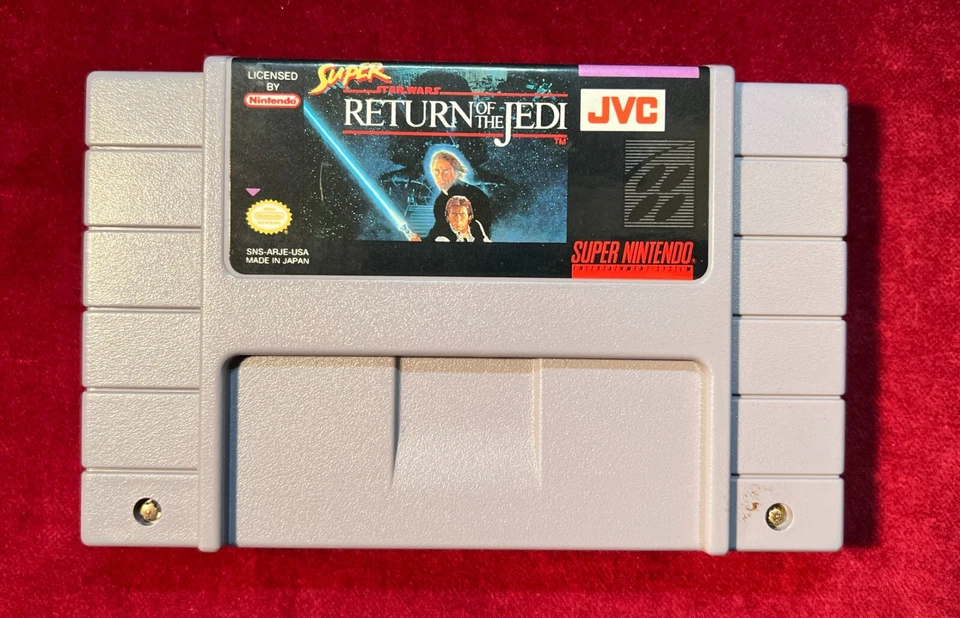 LICENSED
BY
Nintendo
SUPER
STAR WARS
RETURN OF THE JEDI
TM
JVC
SNS-ARJE-USA
MADE IN JAPAN
SUPER NINTENDO
ENTERTAINMENT SYSTEM